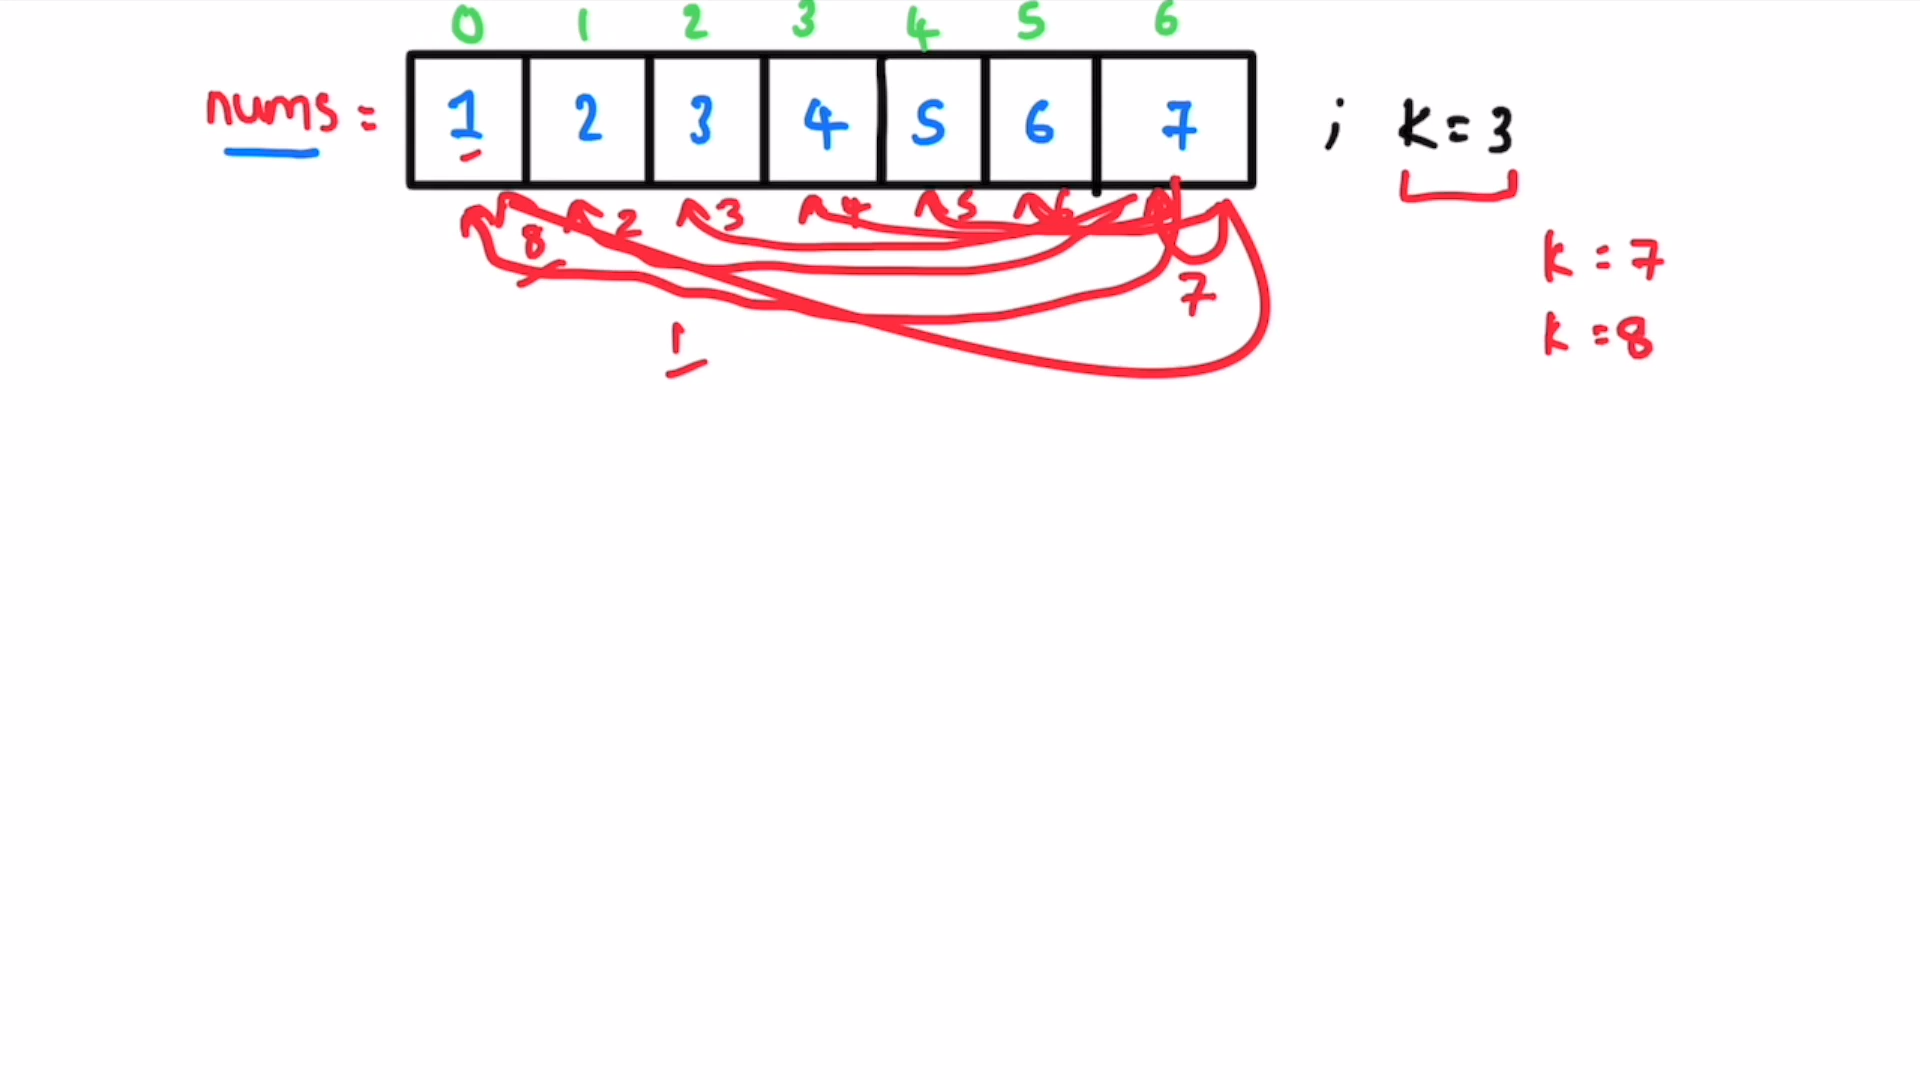 0 1 2 3 4 5 6
nums = 1 2 3 4 5 6 7 ; K = 3
8 2 3 4 5 6
k = 7
7
1
k = 8